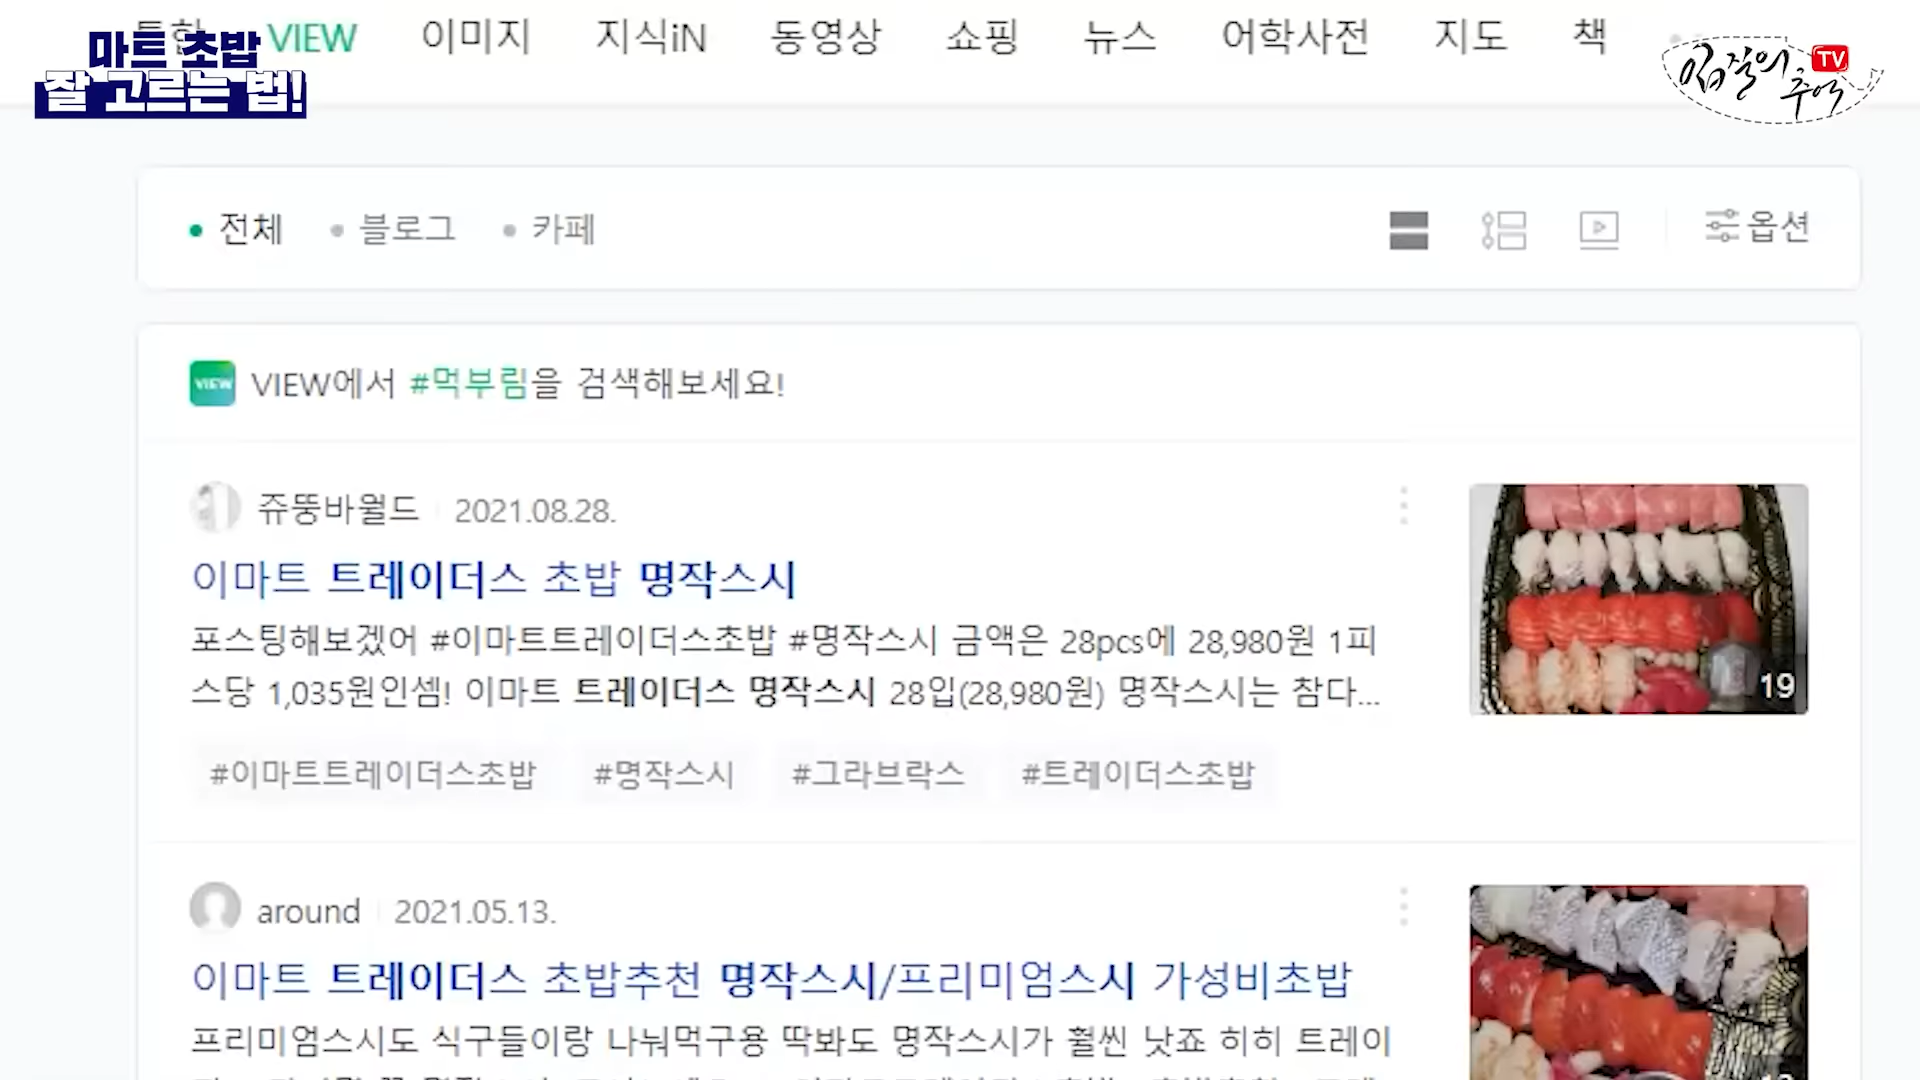 VIEW 이미지 지식iN 동영상 쇼핑 뉴스 어학사전 지도 책
마트 초밥
잘 고르는 법!
입질의 추억 TV
전체 블로그 카페 옵션
VIEW VIEW에서 #먹부림을 검색해보세요!
쥬뚱바월드 2021.08.28.
이마트 트레이더스 초밥 명작스시
포스팅해보겠어 #이마트트레이더스초밥 #명작스시 금액은 28pcs에 28,980원 1피
스당 1,035원인셈! 이마트 트레이더스 명작스시 28입(28,980원) 명작스시는 참다...
19
#이마트트레이더스초밥 #명작스시 #그라브락스 #트레이더스초밥
around 2021.05.13.
이마트 트레이더스 초밥추천 명작스시/프리미엄스시 가성비초밥
프리미엄스시도 식구들이랑 나눠먹구용 딱봐도 명작스시가 훨씬 낫죠 히히 트레이